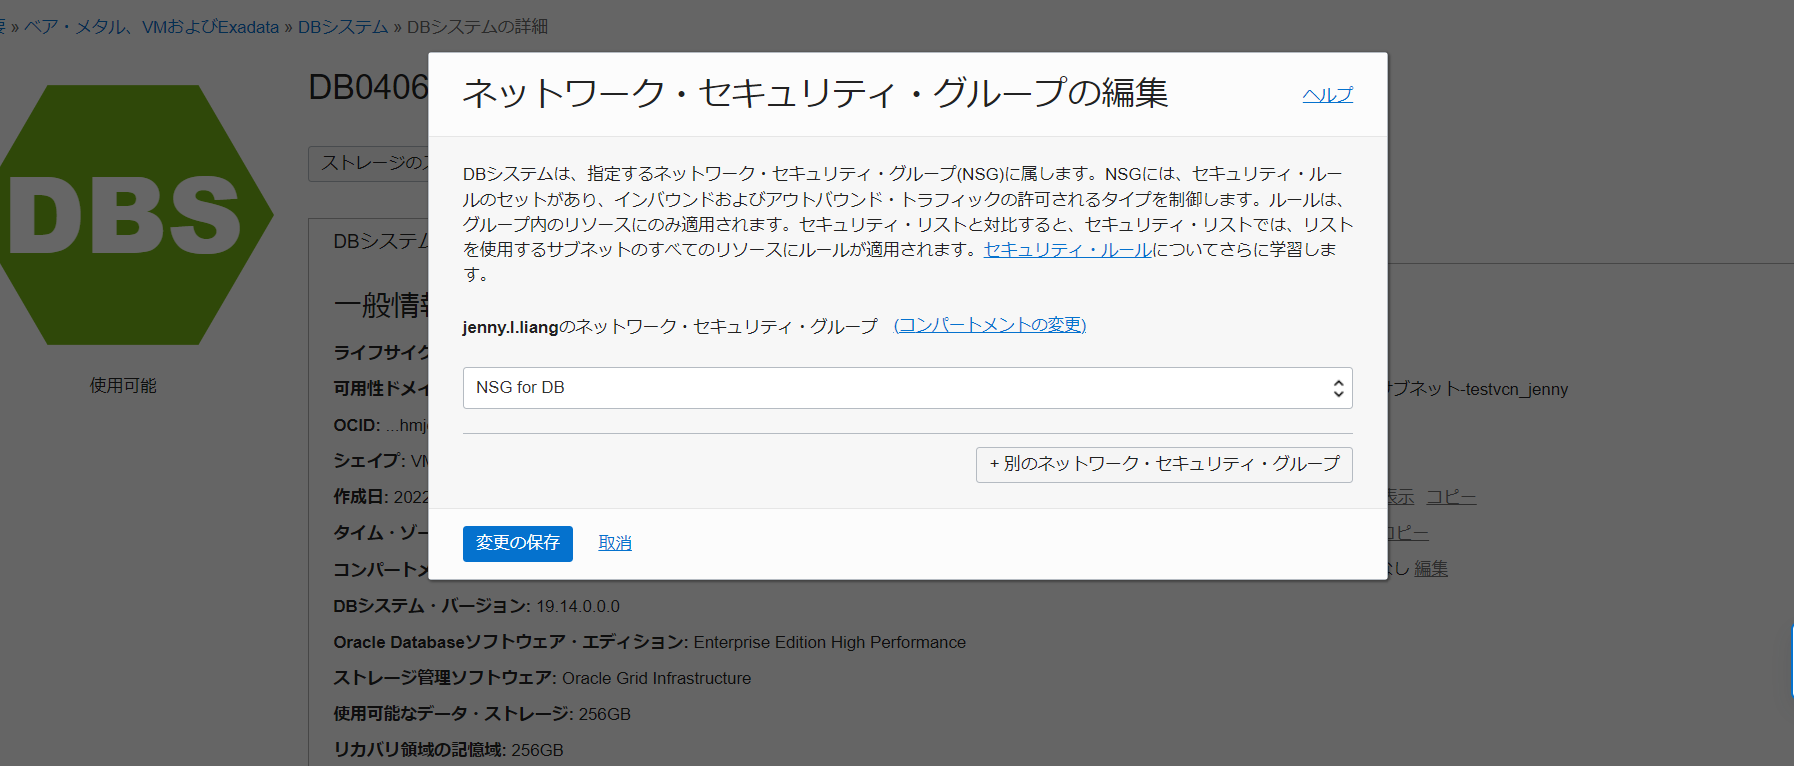 » ベア・メタル、VMおよびExadata » DBシステム » DBシステムの詳細
DBS
使用可能
DB0406
ストレージの
DBシステム
一般情報
ライフサイク
可用性ドメイ
OCID: ...hmj
シェイプ: VM
作成日: 2022
タイム・ゾー
コンパートメ
DBシステム・バージョン: 19.14.0.0.0
Oracle Databaseソフトウェア・エディション: Enterprise Edition High Performance
ストレージ管理ソフトウェア: Oracle Grid Infrastructure
使用可能なデータ・ストレージ: 256GB
リカバリ領域の記憶域: 256GB
ネットワーク・セキュリティ・グループの編集
ヘルプ
DBシステムは、指定するネットワーク・セキュリティ・グループ(NSG)に属します。NSGには、セキュリティ・ルー
ルのセットがあり、インバウンドおよびアウトバウンド・トラフィックの許可されるタイプを制御します。ルールは、
グループ内のリソースにのみ適用されます。セキュリティ・リストと対比すると、セキュリティ・リストでは、リスト
を使用するサブネットのすべてのリソースにルールが適用されます。セキュリティ・ルールについてさらに学習しま
す。
jenny.l.liangのネットワーク・セキュリティ・グループ (コンパートメントの変更)
NSG for DB
+ 別のネットワーク・セキュリティ・グループ
変更の保存 取消
サブネット-testvcn_jenny
表示 コピー
コピー
なし 編集